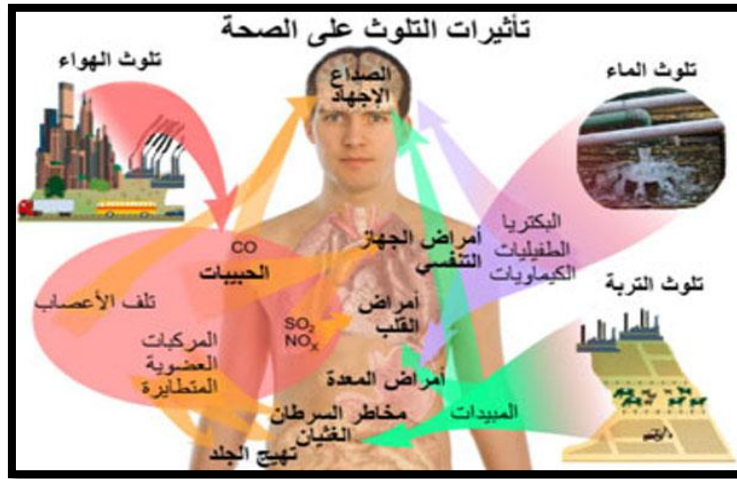 تأثيرات التلوث على الصحة
تلوث الهواء
تلوث الماء
الصداع
الإجهاد
CO
الحبيبات
أمراض الجهاز
التنفسي
البكتريا
الطفيليات
الكيماويات
تلوث التربة
تلف الأعصاب
SO₂
NOₓ
أمراض
القلب
المركبات
العضوية
المتطايرة
أمراض المعدة
المبيدات
مخاطر السرطان
الغثيان
تهيج الجلد